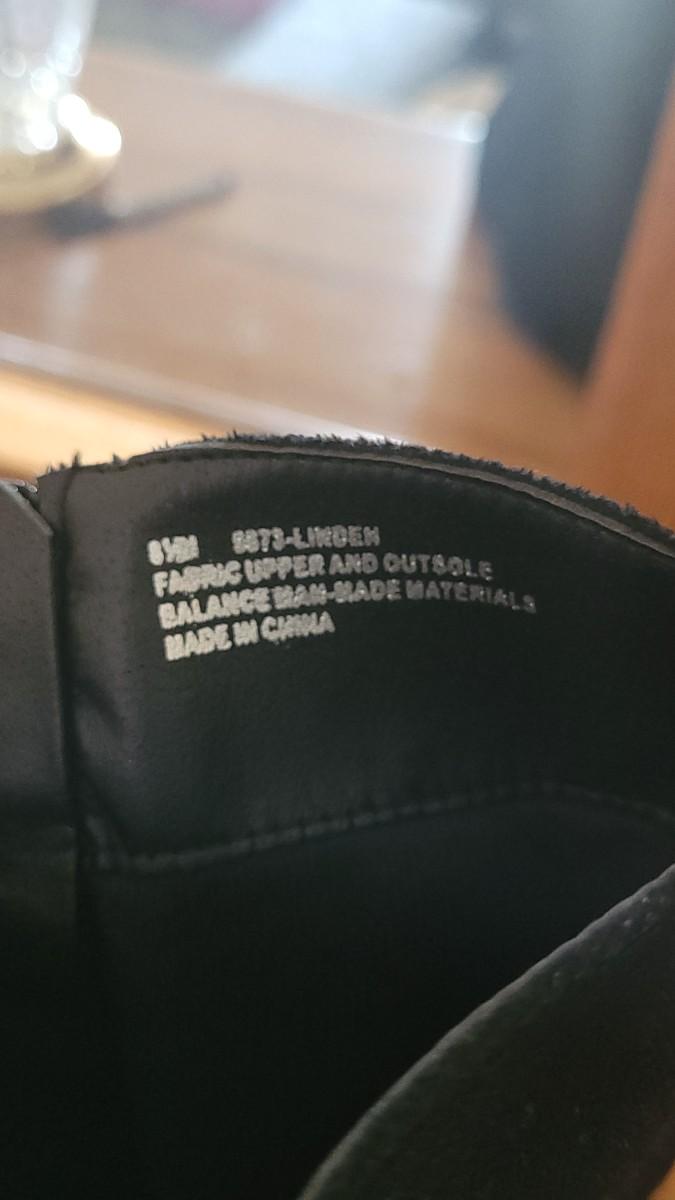 8½M 5873-LINDEN
FABRIC UPPER AND OUTSOLE
BALANCE MAN-MADE MATERIALS
MADE IN CHINA